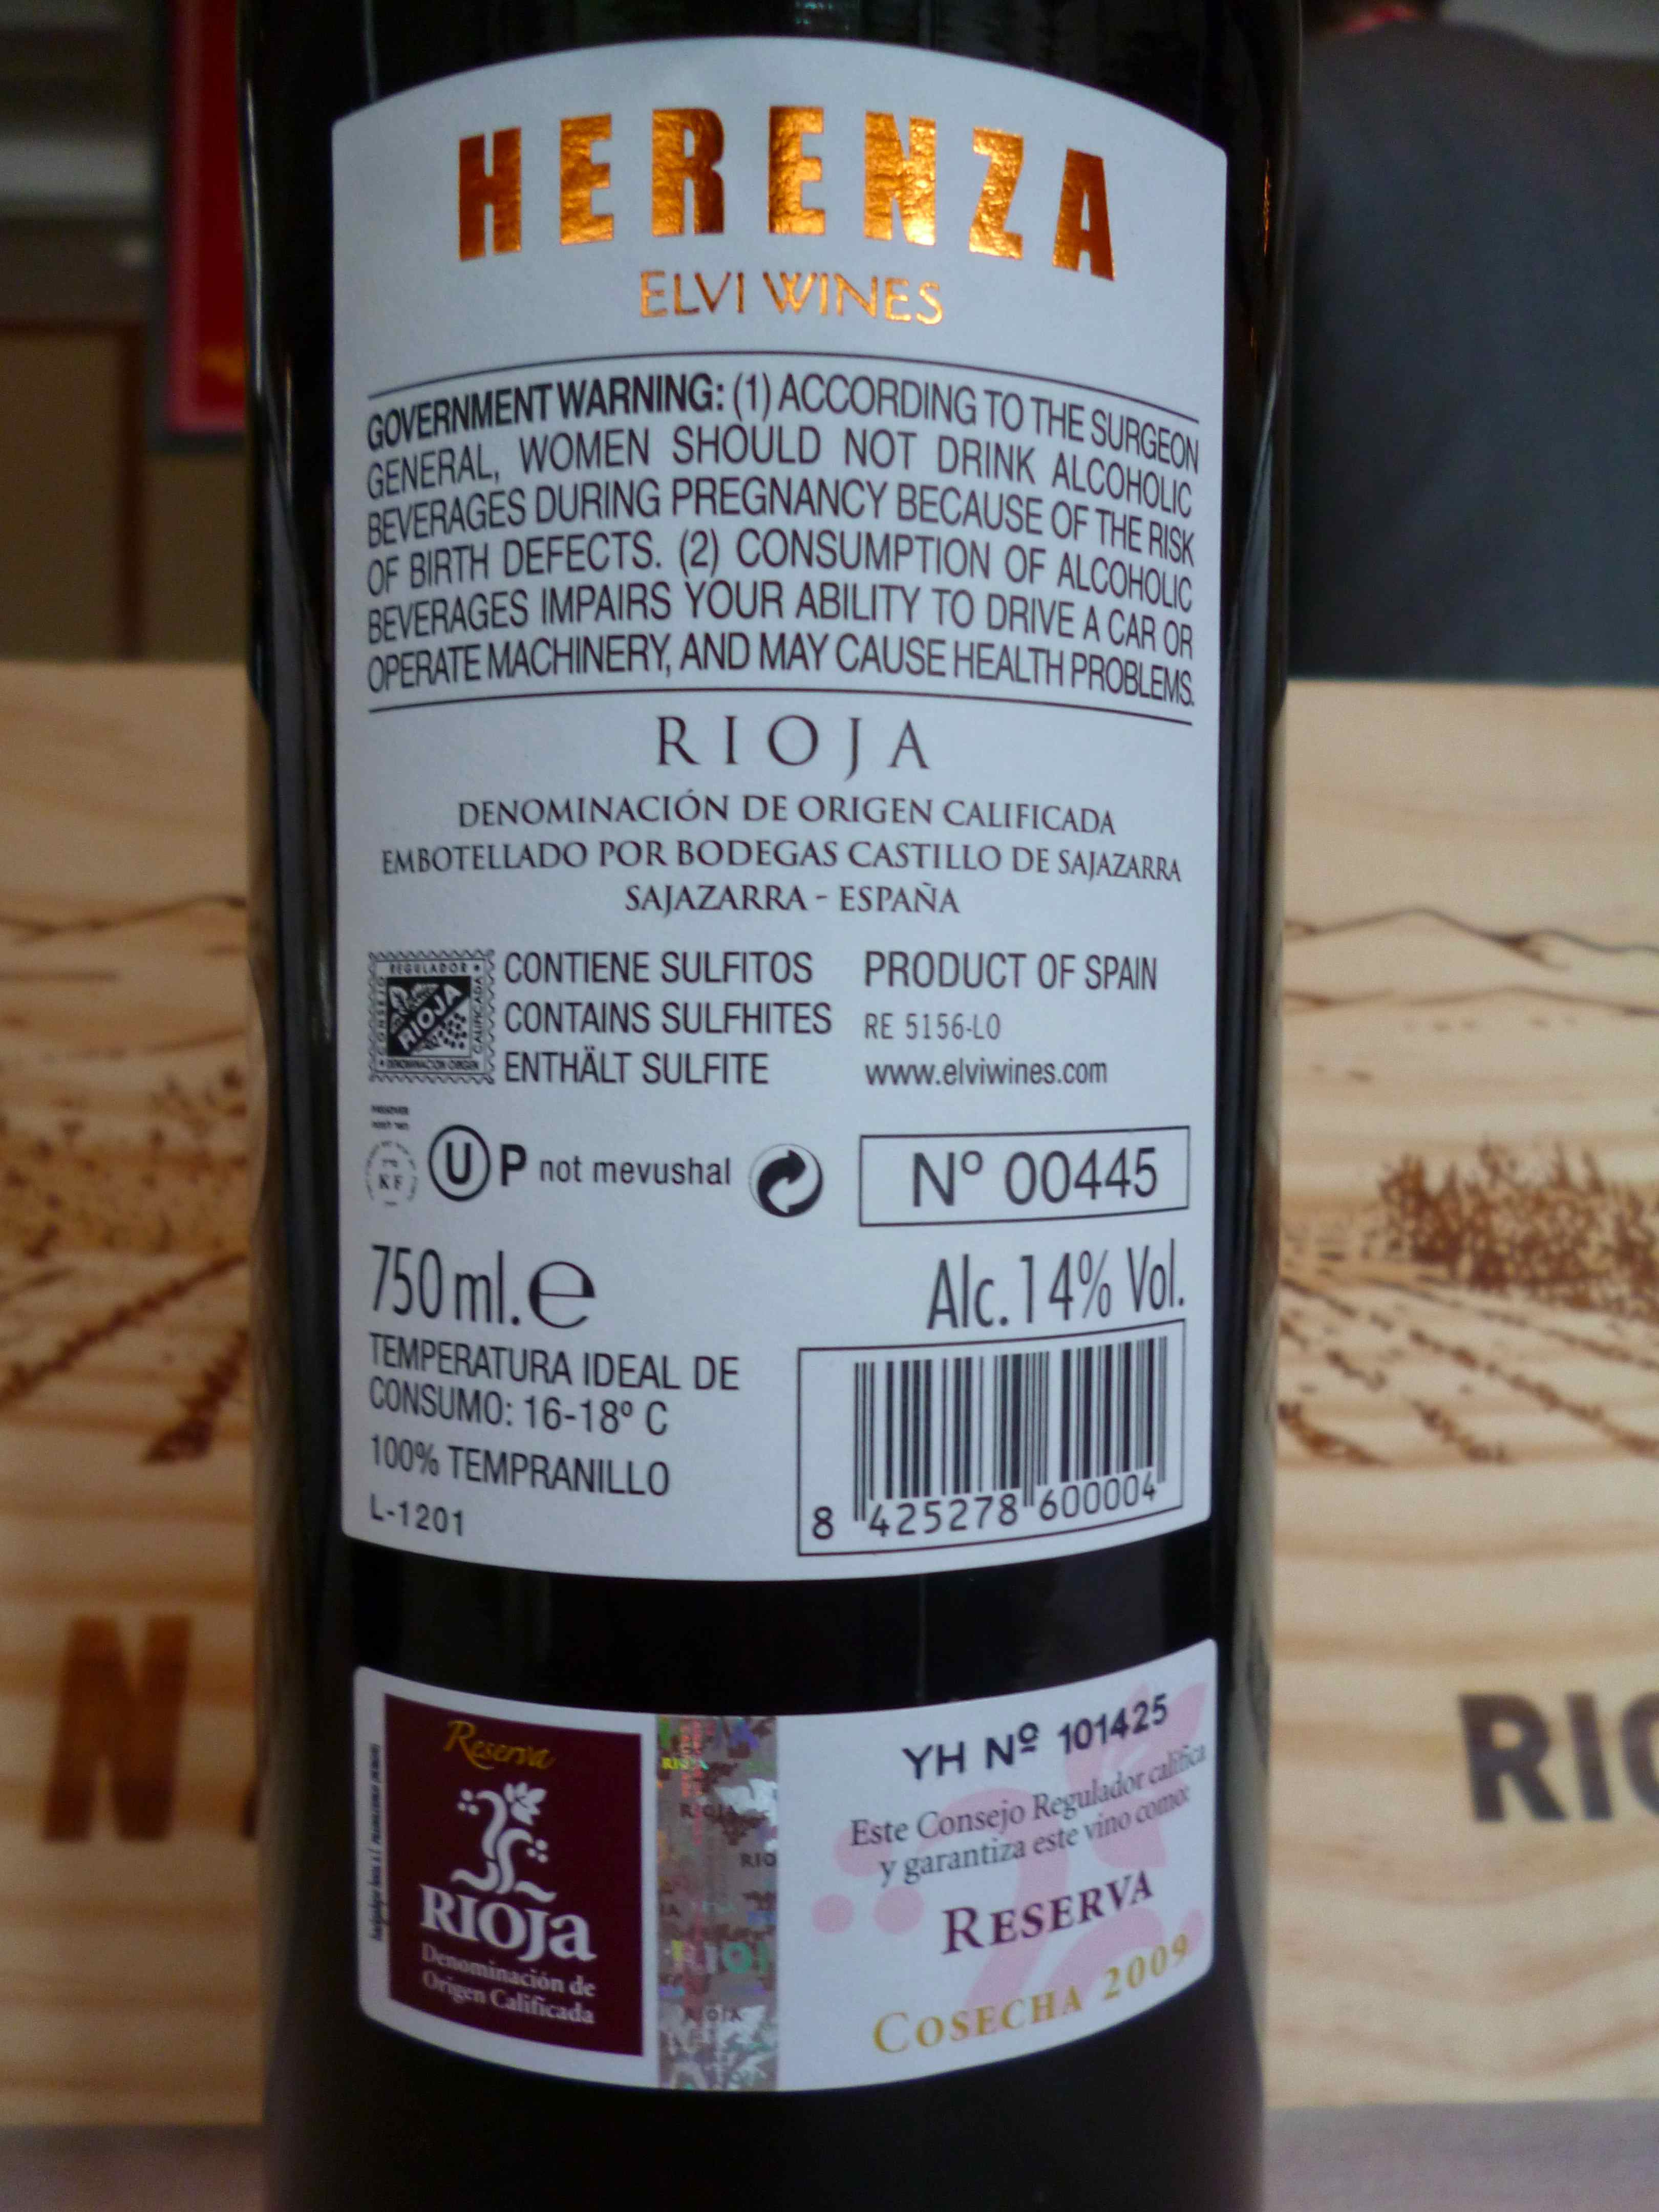 HERENZA
ELVI WINES
GOVERNMENT WARNING: (1) ACCORDING TO THE SURGEON
GENERAL, WOMEN SHOULD NOT DRINK ALCOHOLIC
BEVERAGES DURING PREGNANCY BECAUSE OF THE RISK
OF BIRTH DEFECTS. (2) CONSUMPTION OF ALCOHOLIC
BEVERAGES IMPAIRS YOUR ABILITY TO DRIVE A CAR OR
OPERATE MACHINERY, AND MAY CAUSE HEALTH PROBLEMS.
RIOJA
DENOMINACIÓN DE ORIGEN CALIFICADA
EMBOTELLADO POR BODEGAS CASTILLO DE SAJAZARRA
SAJAZARRA - ESPAÑA
CONSEJO REGULADOR
RIOJA
DENOMINACION ORIGEN CALIFICADA
CONTIENE SULFITOS
CONTAINS SULFHITES
ENTHÄLT SULFITE
PRODUCT OF SPAIN
RE 5156-LO
www.elviwines.com
KF
U P not mevushal
Nº 00445
750 ml. e
Alc. 14% Vol.
TEMPERATURA IDEAL DE
CONSUMO: 16-18º C
100% TEMPRANILLO
L-1201
8 425278 600004
Reserva
RIOJA
Denominación de
Origen Calificada
RIOJA
YH Nº 101425
Este Consejo Regulador califica
y garantiza este vino como:
RESERVA
COSECHA 2009
N
RIO